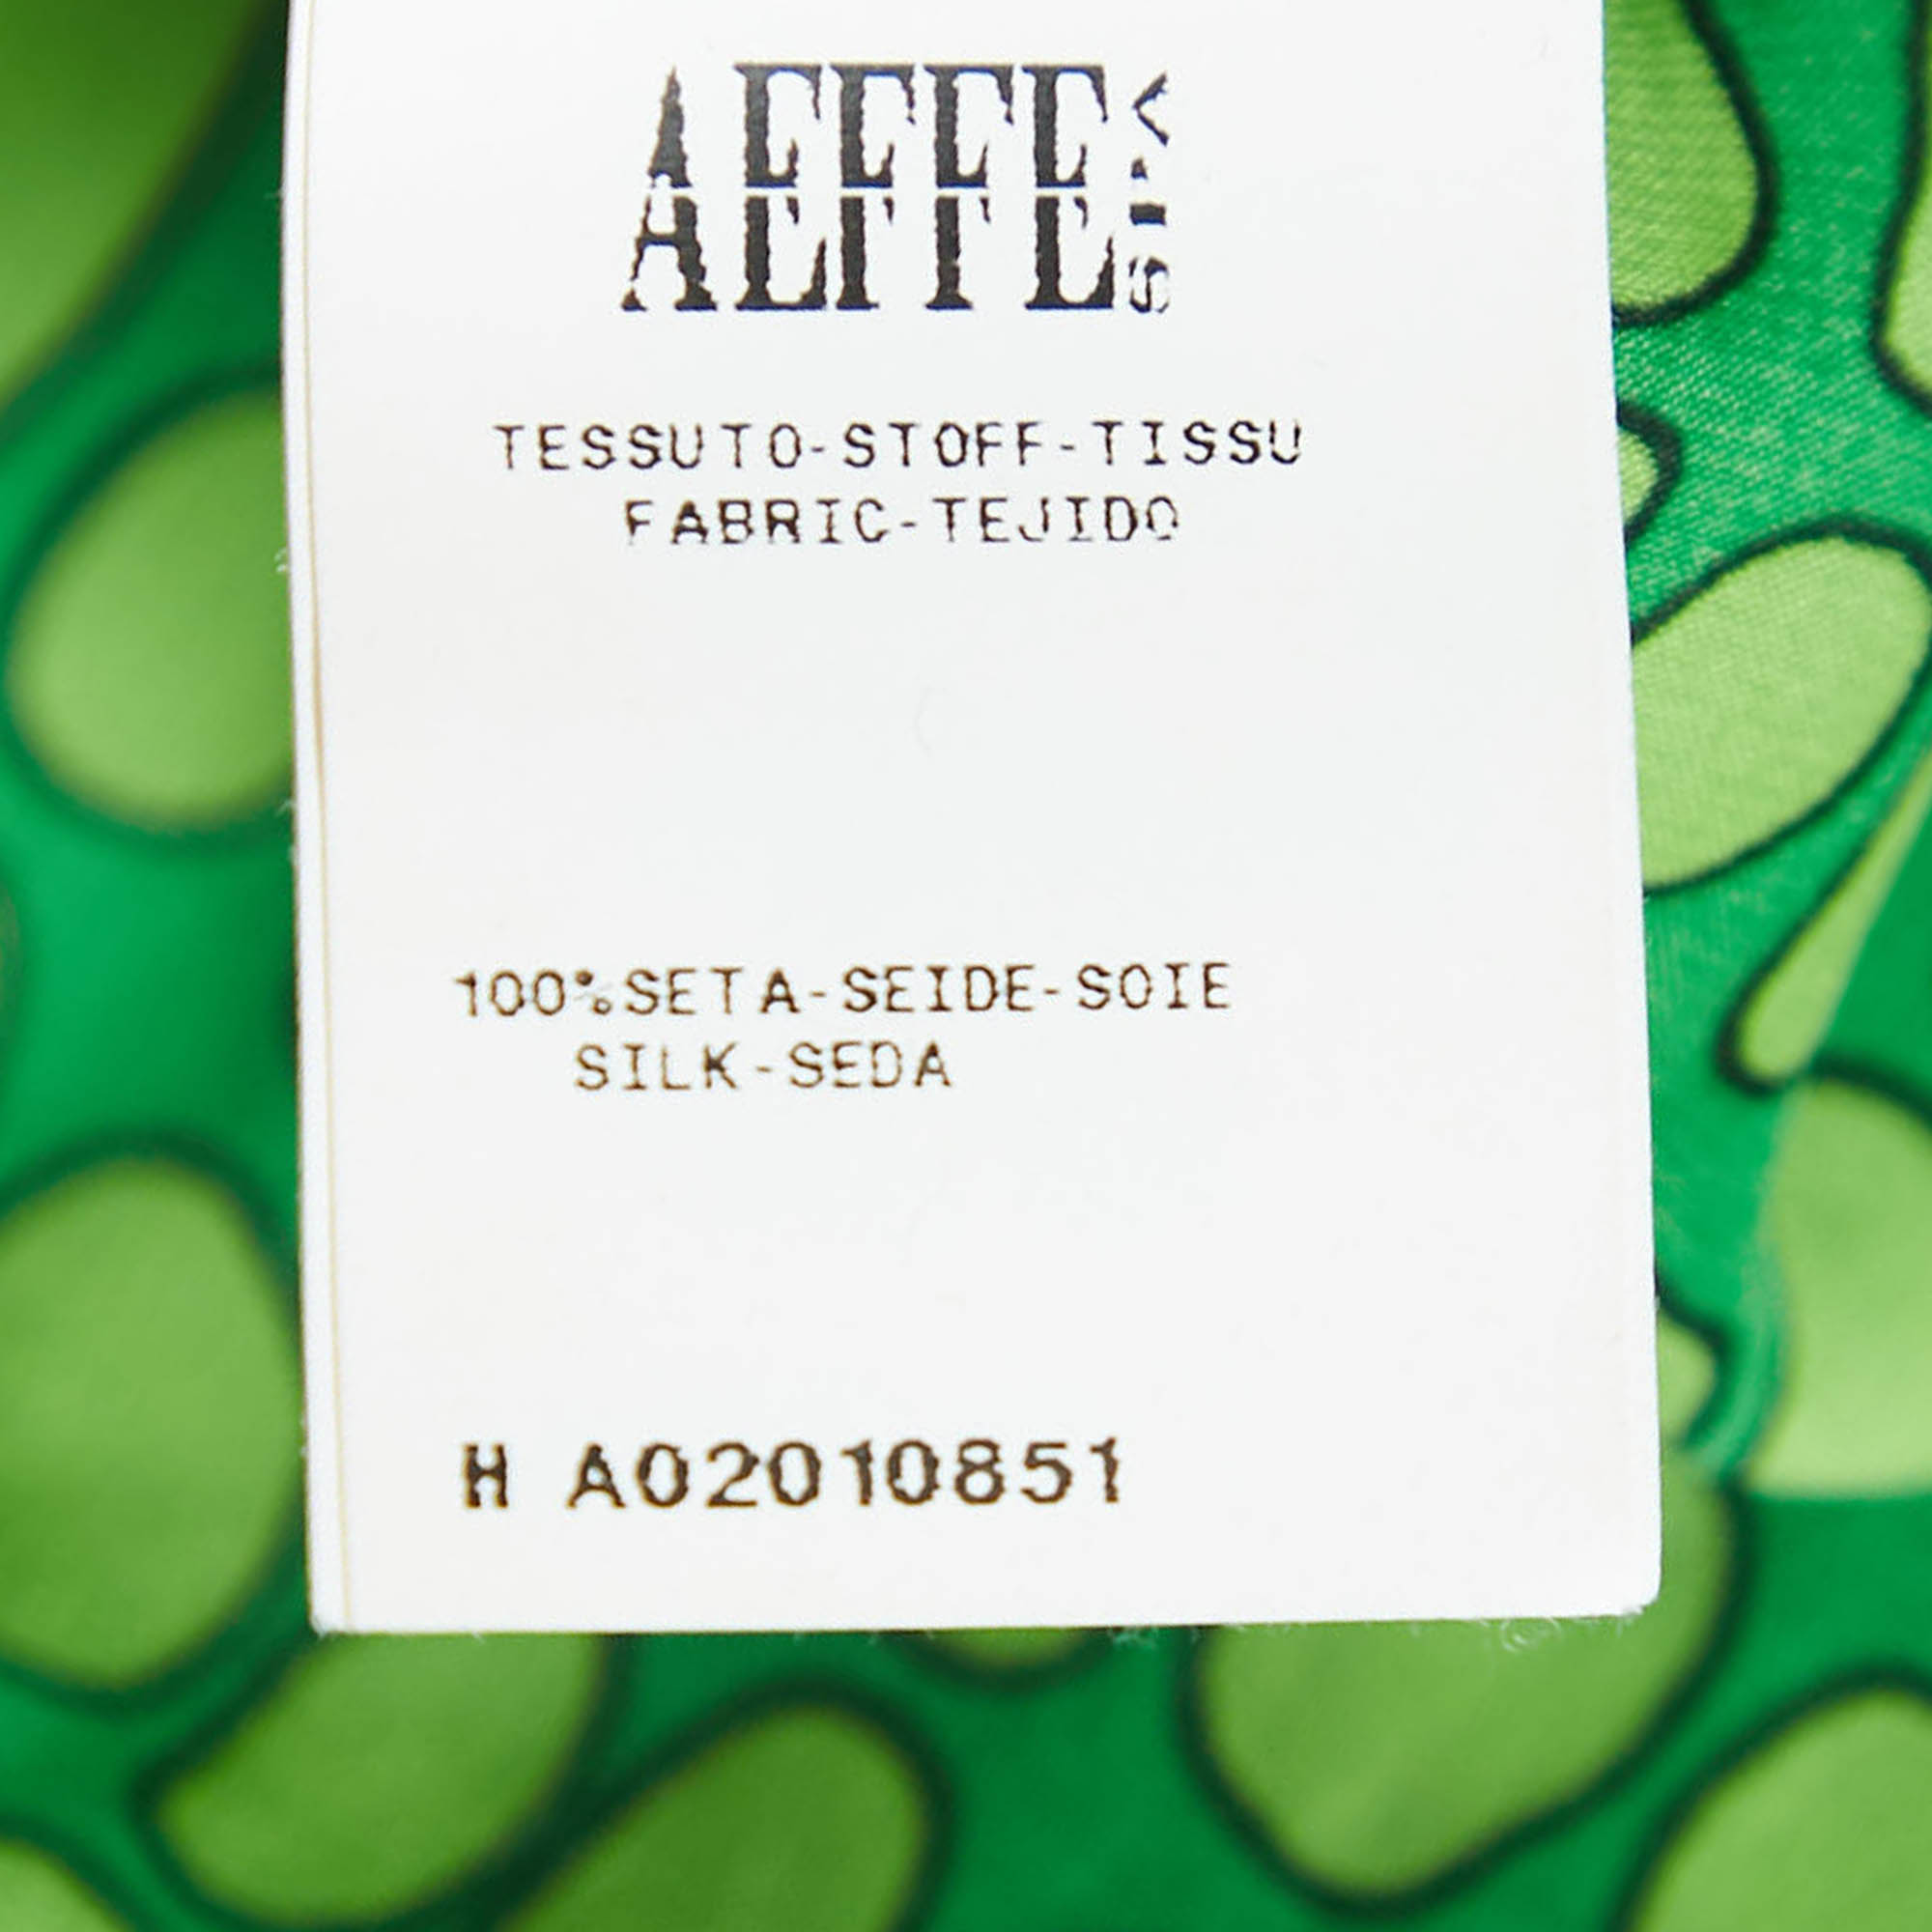 AEFFE S.p.A.
TESSUTO-STOFF-TISSU
FABRIC-TEJIDO
100%SETA-SEIDE-SOIE
SILK-SEDA
H A02010851